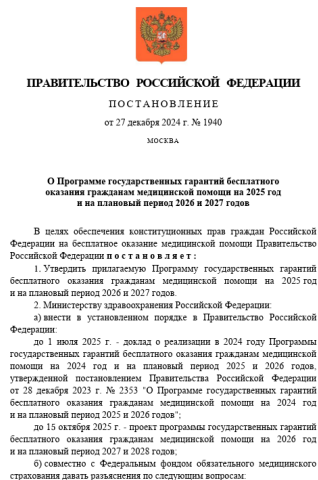 ПРАВИТЕЛЬСТВО РОССИЙСКОЙ ФЕДЕРАЦИИ
ПОСТАНОВЛЕНИЕ
от 27 декабря 2024 г. № 1940
МОСКВА
О Программе государственных гарантий бесплатного
оказания гражданам медицинской помощи на 2025 год
и на плановый период 2026 и 2027 годов
В целях обеспечения конституционных прав граждан Российской
Федерации на бесплатное оказание медицинской помощи Правительство
Российской Федерации постановляет:
1. Утвердить прилагаемую Программу государственных гарантий
бесплатного оказания гражданам медицинской помощи на 2025 год
и на плановый период 2026 и 2027 годов.
2. Министерству здравоохранения Российской Федерации:
а) внести в установленном порядке в Правительство Российской
Федерации:
до 1 июля 2025 г. - доклад о реализации в 2024 году Программы
государственных гарантий бесплатного оказания гражданам медицинской
помощи на 2024 год и на плановый период 2025 и 2026 годов,
утвержденной постановлением Правительства Российской Федерации
от 28 декабря 2023 г. № 2353 "О Программе государственных гарантий
бесплатного оказания гражданам медицинской помощи на 2024 год
и на плановый период 2025 и 2026 годов";
до 15 октября 2025 г. - проект программы государственных гарантий
бесплатного оказания гражданам медицинской помощи на 2026 год
и на плановый период 2027 и 2028 годов;
б) совместно с Федеральным фондом обязательного медицинского
страхования давать разъяснения по следующим вопросам: